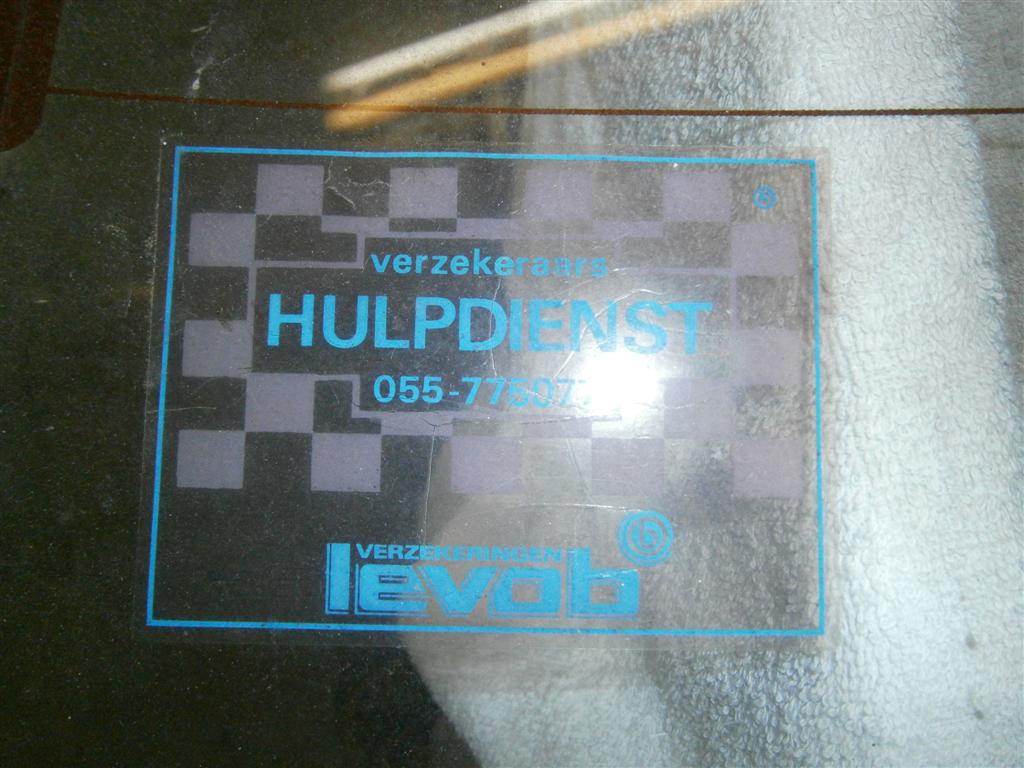 ®
verzekeraars
HULPDIENST
VERZEKERINGEN
levob